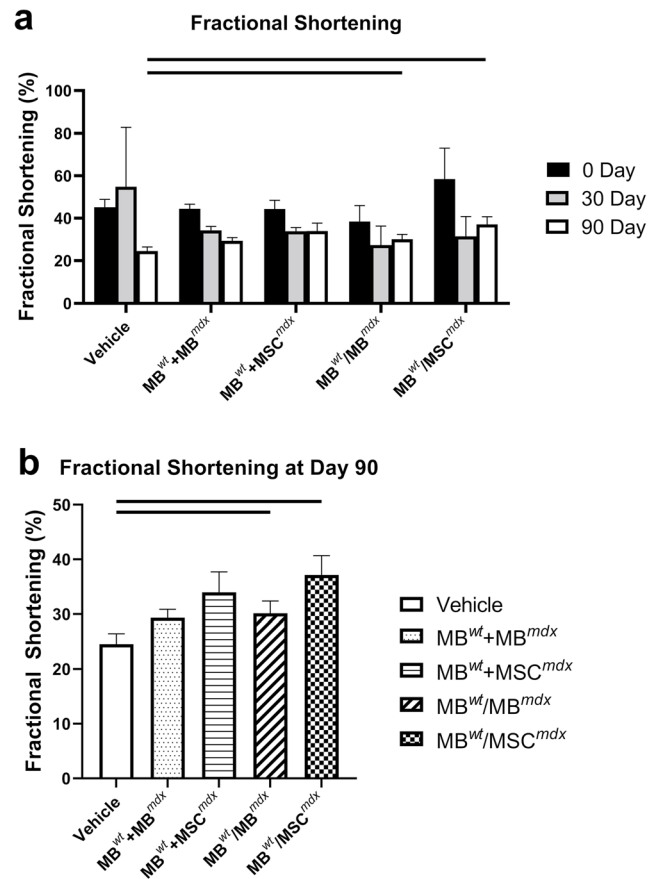 a
Fractional Shortening
Fractional Shortening (%)
100
80
60
40
20
0
Vehicle
MBwt+MBmdx
MBwt+MSCmdx
MBwt/MBmdx
MBwt/MSCmdx
0 Day
30 Day
90 Day
b
Fractional Shortening at Day 90
Fractional Shortening (%)
50
40
30
20
10
0
Vehicle
MBwt+MBmdx
MBwt+MSCmdx
MBwt/MBmdx
MBwt/MSCmdx
Vehicle
MBwt+MBmdx
MBwt+MSCmdx
MBwt/MBmdx
MBwt/MSCmdx